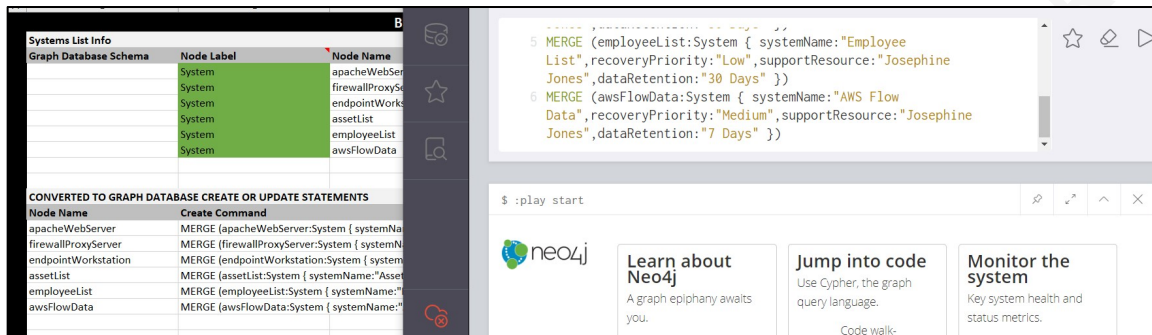 B
Systems List Info
Graph Database Schema Node Label Node Name
System apacheWebSer
System firewallProxySe
System endpointWorks
System assetList
System employeeList
System awsFlowData
CONVERTED TO GRAPH DATABASE CREATE OR UPDATE STATEMENTS
Node Name Create Command
apacheWebServer MERGE (apacheWebServer:System { systemNa
firewallProxyServer MERGE (firewallProxyServer:System { systemNa
endpointWorkstation MERGE (endpointWorkstation:System { system
assetList MERGE (assetList:System { systemName:"Asset
employeeList MERGE (employeeList:System { systemName:"
awsFlowData MERGE (awsFlowData:System { systemName:"
5 MERGE (employeeList:System { systemName:"Employee
List",recoveryPriority:"Low",supportResource:"Josephine
Jones",dataRetention:"30 Days" })
6 MERGE (awsFlowData:System { systemName:"AWS Flow
Data",recoveryPriority:"Medium",supportResource:"Josephine
Jones",dataRetention:"7 Days" })
$ :play start
neo4j
Learn about
Neo4j
A graph epiphany awaits
you.
Jump into code
Use Cypher, the graph
query language.
Code walk-
Monitor the
system
Key system health and
status metrics.